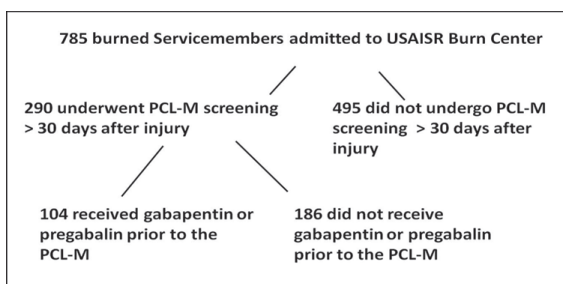 785 burned Servicemembers admitted to USAISR Burn Center
290 underwent PCL-M screening
> 30 days after injury
495 did not undergo PCL-M
screening > 30 days after
injury
104 received gabapentin or
pregabalin prior to the
PCL-M
186 did not receive
gabapentin or pregabalin
prior to the PCL-M